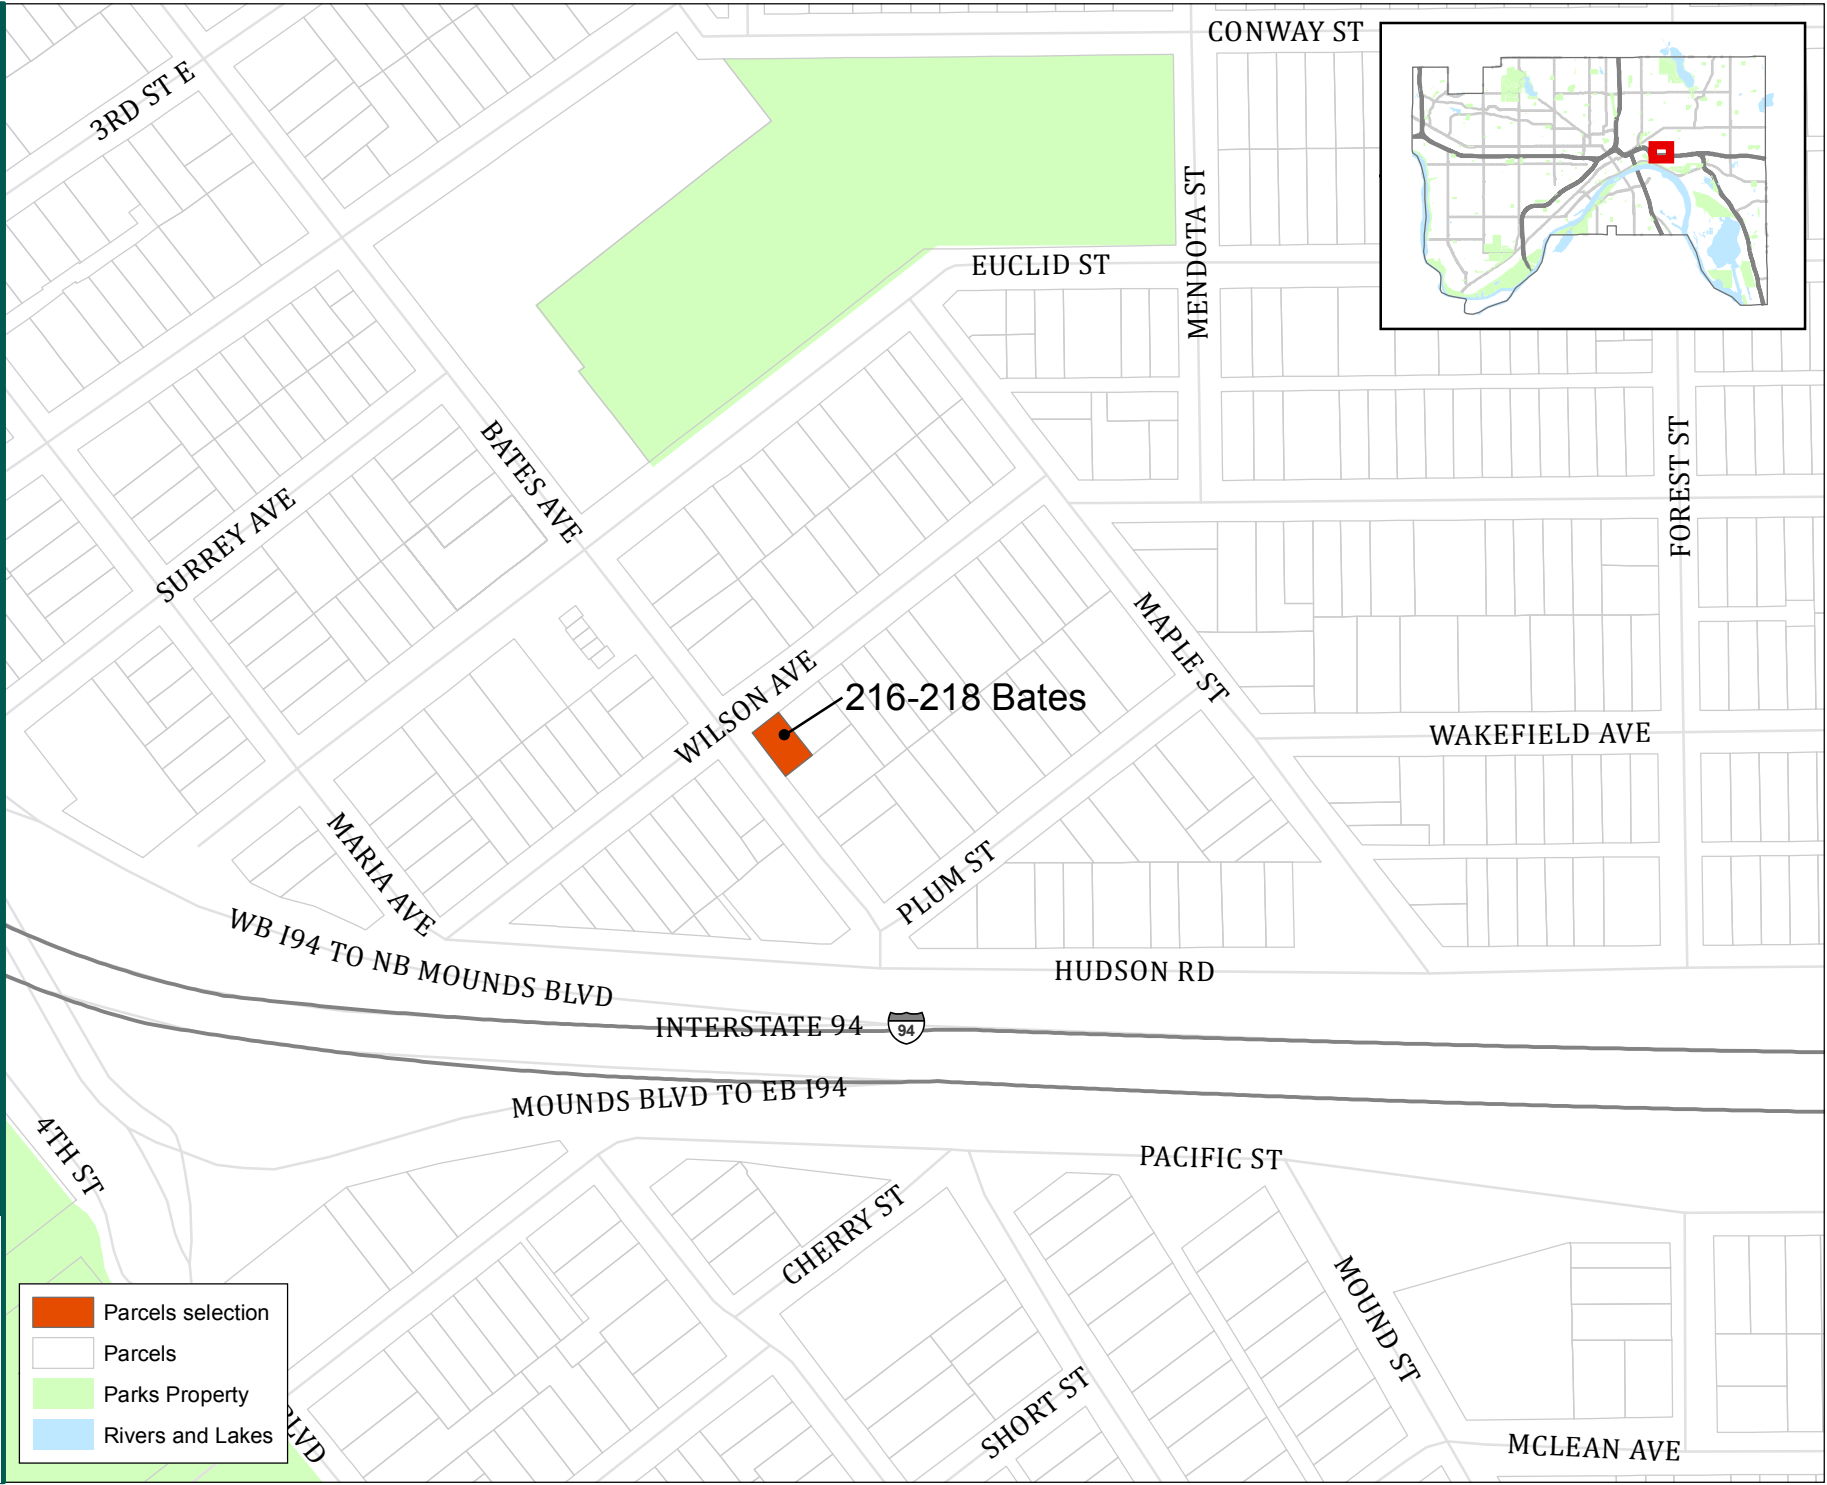 CONWAY ST
3RD ST E
MENDOTA ST
EUCLID ST
BATES AVE
FOREST ST
SURREY AVE
MAPLE ST
WILSON AVE
216-218 Bates
WAKEFIELD AVE
MARIA AVE
PLUM ST
WB I94 TO NB MOUNDS BLVD
HUDSON RD
INTERSTATE 94
94
MOUNDS BLVD TO EB I94
4TH ST
PACIFIC ST
CHERRY ST
MOUND ST
SHORT ST
MCLEAN AVE
BLVD
Parcels selection
Parcels
Parks Property
Rivers and Lakes